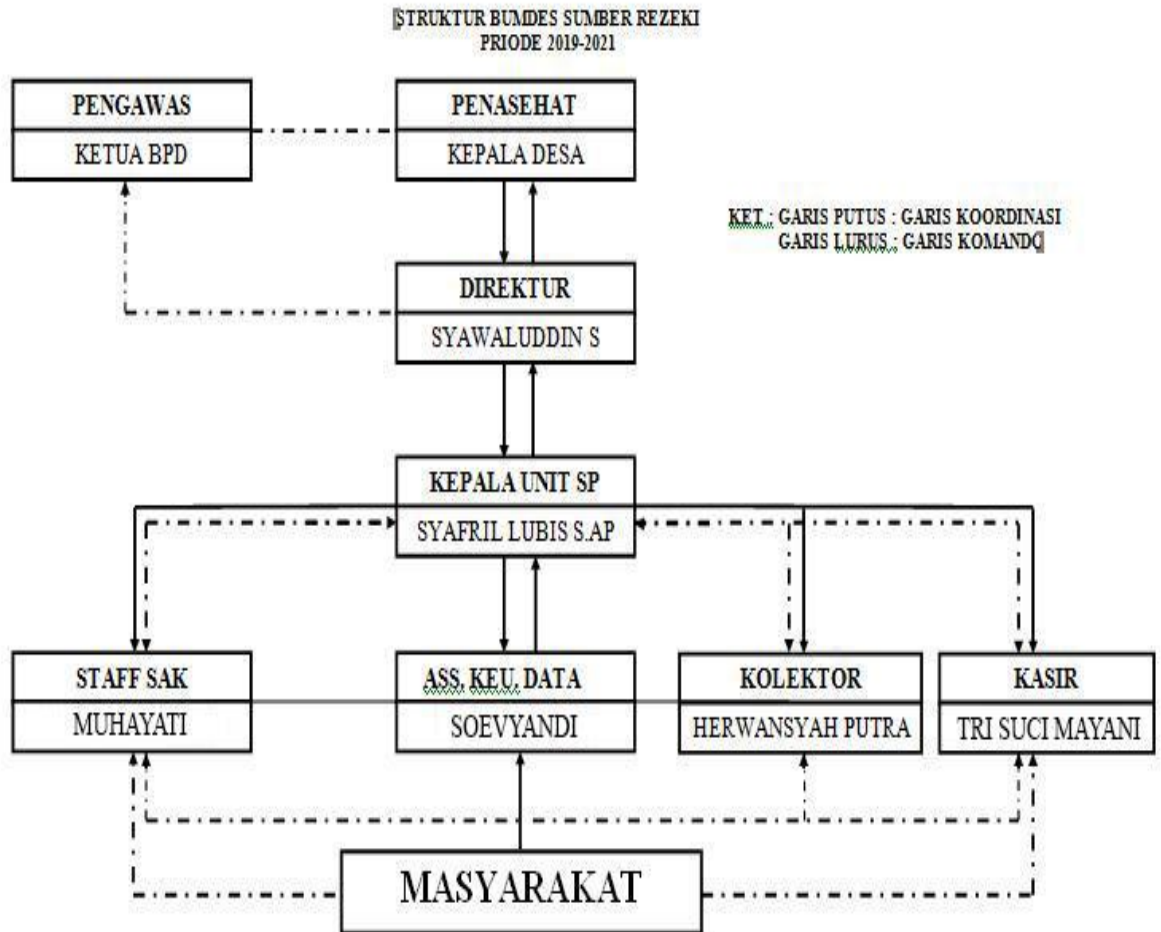 STRUKTUR BUMDES SUMBER REZEKI
PRIODE 2019-2021
PENGAWAS
KETUA BPD
PENASEHAT
KEPALA DESA
KET : GARIS PUTUS : GARIS KOORDINASI
GARIS LURUS : GARIS KOMANDO
DIREKTUR
SYAWALUDDIN S
KEPALA UNIT SP
SYAFRIL LUBIS S.AP
STAFF SAK
MUHAYATI
ASS. KEU. DATA
SOEVYANDI
KOLEKTOR
HERWANSYAH PUTRA
KASIR
TRI SUCI MAYANI
MASYARAKAT